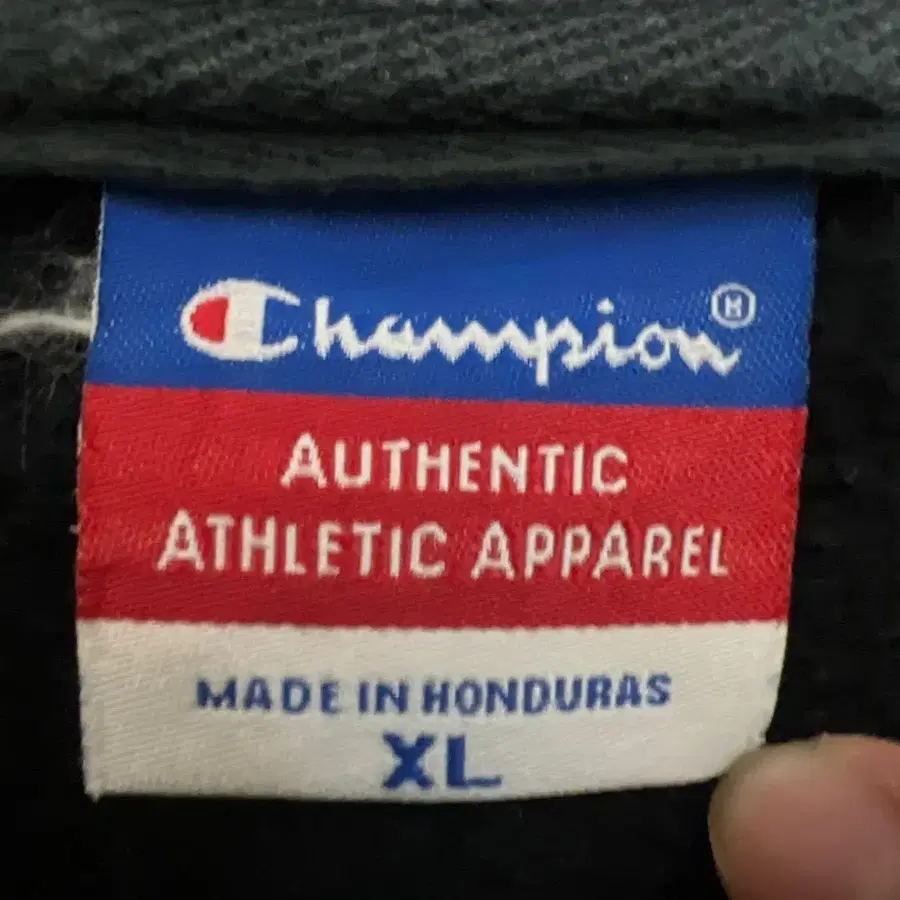 Champion®
AUTHENTIC
ATHLETIC APPAREL
MADE IN HONDURAS
XL